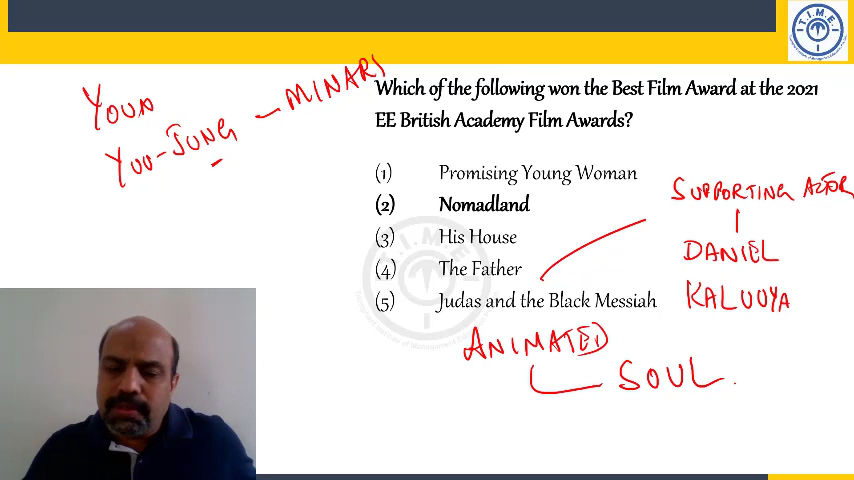 T.I.M.E.
YOUN
YUU-JUNG - MINARI
Which of the following won the Best Film Award at the 2021
EE British Academy Film Awards?
(1) Promising Young Woman
(2) Nomadland
(3) His House
(4) The Father
(5) Judas and the Black Messiah
SUPPORTING ACTOR
DANIEL
KALUUYA
ANIMATED
SOUL